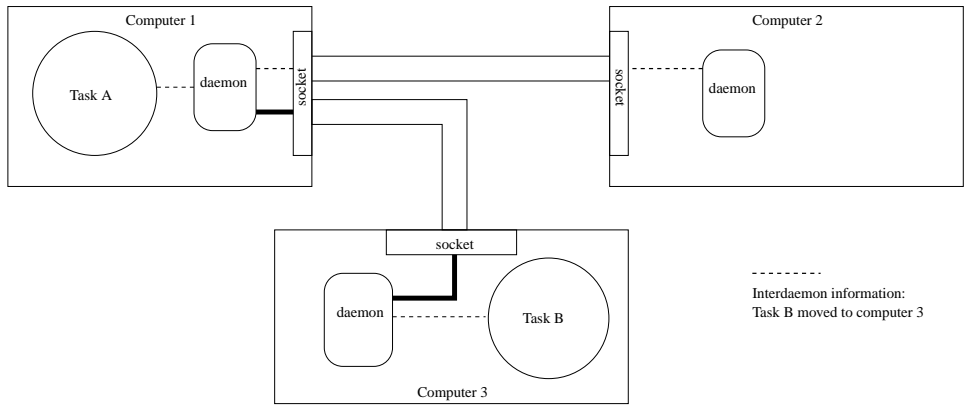 Computer 1
Computer 2
Task A
daemon
socket
socket
daemon
socket
daemon
Task B
Computer 3
Interdaemon information:
Task B moved to computer 3